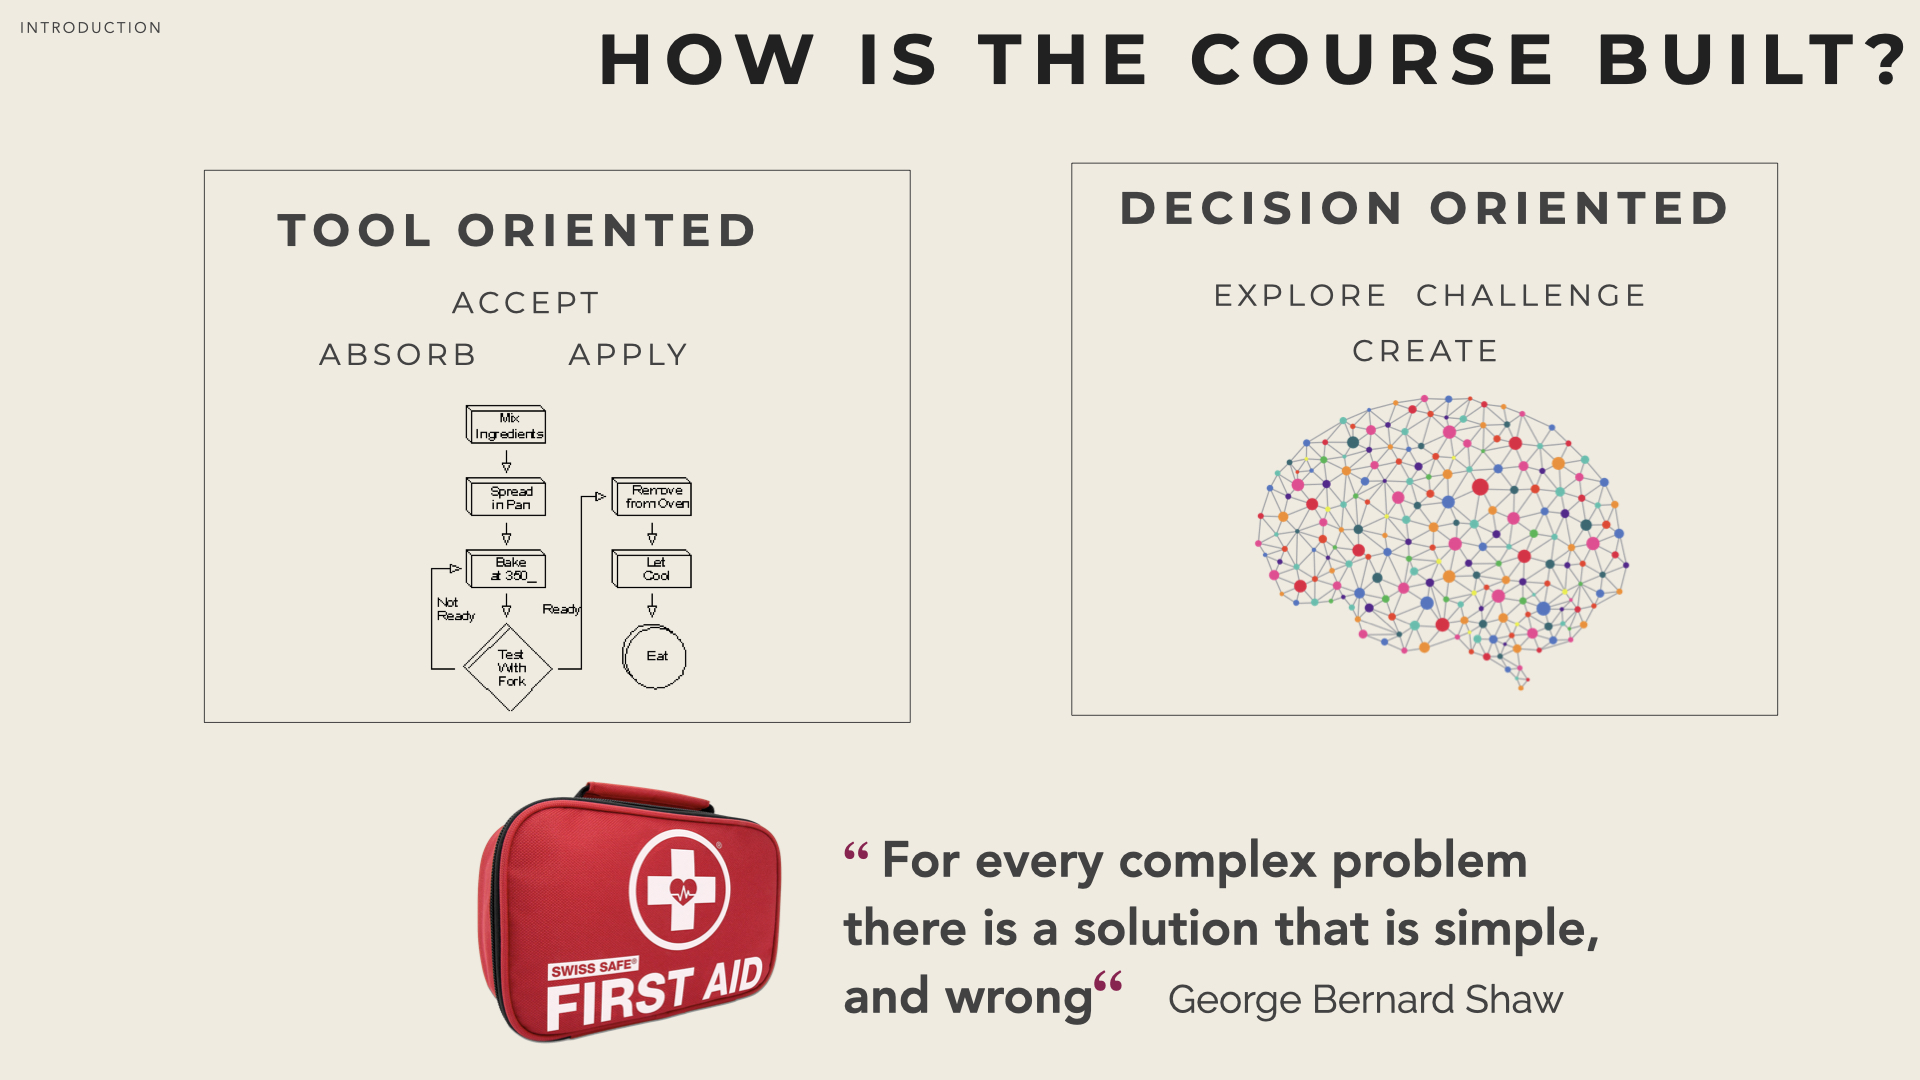 INTRODUCTION
HOW IS THE COURSE BUILT?
TOOL ORIENTED
ACCEPT
ABSORB APPLY
Mix
Ingredients
Spread
in Pan
Bake
at 350_
Not
Ready
Test
With
Fork
Ready
Remove
from Oven
Let
Cool
Eat
DECISION ORIENTED
EXPLORE CHALLENGE
CREATE
SWISS SAFE®
FIRST AID
“ For every complex problem
there is a solution that is simple,
and wrong“ George Bernard Shaw